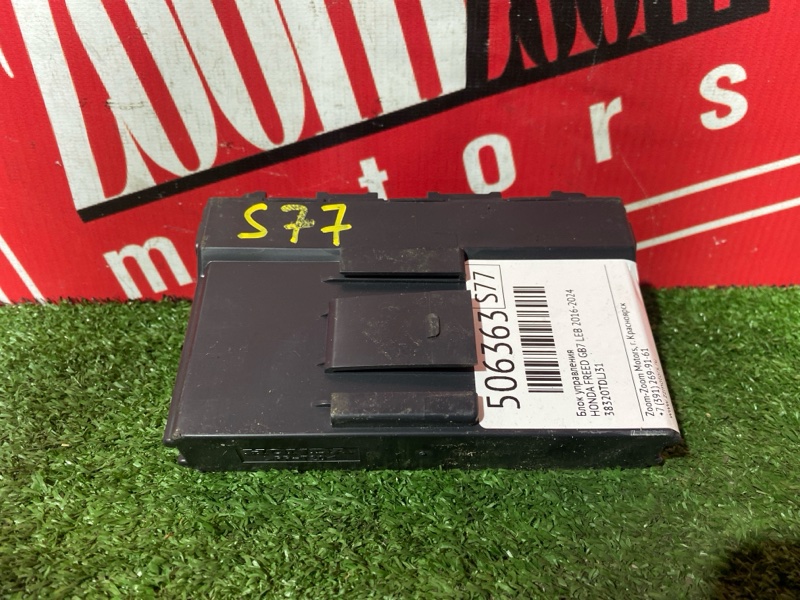 Zoom Zoom
motors
S77
506363 S77
Блок управления
HONDA FREED GB7 LEB 2016-2024
38320TDLJ31
Zoom-Zoom Motors, г. Красноярск
+7 (391) 269-91-61